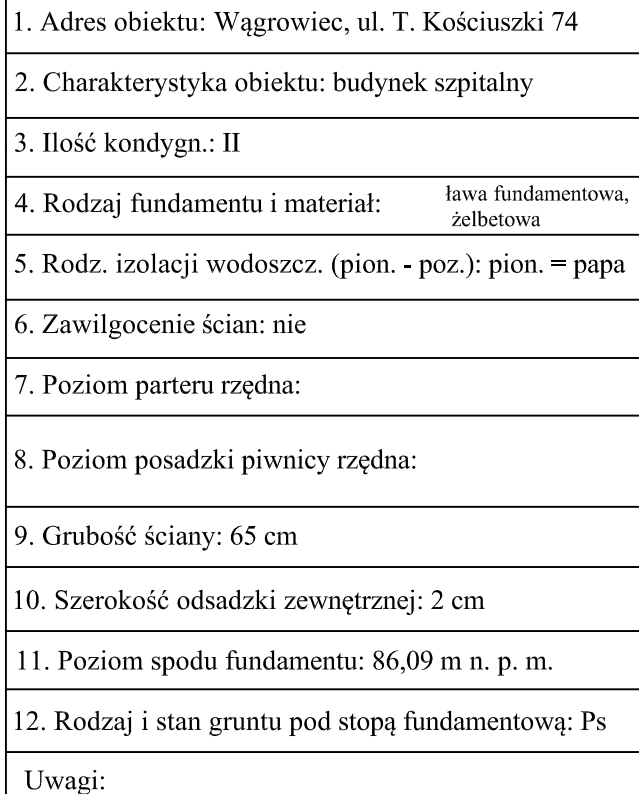 1. Adres obiektu: Wągrowiec, ul. T. Kościuszki 74
2. Charakterystyka obiektu: budynek szpitalny
3. Ilość kondygn.: II
4. Rodzaj fundamentu i materiał: ława fundamentowa,
żelbetowa
5. Rodz. izolacji wodoszcz. (pion. - poz.): pion. = papa
6. Zawilgocenie ścian: nie
7. Poziom parteru rzędna:
8. Poziom posadzki piwnicy rzędna:
9. Grubość ściany: 65 cm
10. Szerokość odsadzki zewnętrznej: 2 cm
11. Poziom spodu fundamentu: 86,09 m n. p. m.
12. Rodzaj i stan gruntu pod stopą fundamentową: Ps
Uwagi: